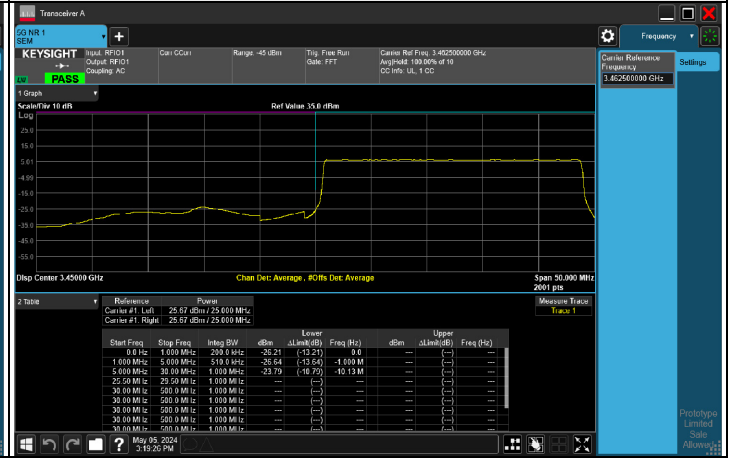 Transceiver A
5G NR 1
SEM
+
Frequency
KEYSIGHT
Input: RFIO1
Output: RFIO1
Coupling: AC
Corr CCorr
Range: -45 dBm
Trig: Free Run
Gate: FFT
Carrier Ref Freq: 3.462500000 GHz
Avg|Hold: 100.00% of 10
CC Info: UL, 1 CC
PASS
Carrier Reference
Frequency
3.462500000 GHz
Settings
1 Graph
Scale/Div 10 dB
Ref Value 35.0 dBm
Log
25.0
15.0
5.01
-4.99
-15.0
-25.0
-35.0
-45.0
-55.0
Disp Center 3.45000 GHz
Chan Det: Average , #Offs Det: Average
Span 50.000 MHz
2001 pts
2 Table
Reference Power
Carrier #1. Left 25.67 dBm / 25.000 MHz
Carrier #1. Right 25.67 dBm / 25.000 MHz
Measure Trace
Trace 1
Lower Upper
Start Freq Stop Freq Integ BW dBm ΔLimit(dB) Freq (Hz) dBm ΔLimit(dB) Freq (Hz)
0.0 Hz 1.000 MHz 200.0 kHz -26.21 (-13.21) 0.0 --- (---) ---
1.000 MHz 5.000 MHz 510.0 kHz -26.64 (-13.64) -1.000 M --- (---) ---
5.000 MHz 30.00 MHz 1.000 MHz -23.79 (-10.79) -10.13 M --- (---) ---
25.50 MHz 29.50 MHz 1.000 MHz --- (---) --- --- (---) ---
30.00 MHz 500.0 MHz 1.000 MHz --- (---) --- --- (---) ---
30.00 MHz 500.0 MHz 1.000 MHz --- (---) --- --- (---) ---
30.00 MHz 500.0 MHz 1.000 MHz --- (---) --- --- (---) ---
30.00 MHz 500.0 MHz 1.000 MHz --- (---) --- --- (---) ---
30.00 MHz 500.0 MHz 1.000 MHz --- (---) --- --- (---) ---
Prototype
Limited
Sale
Allowed
?
May 05, 2024
3:19:26 PM